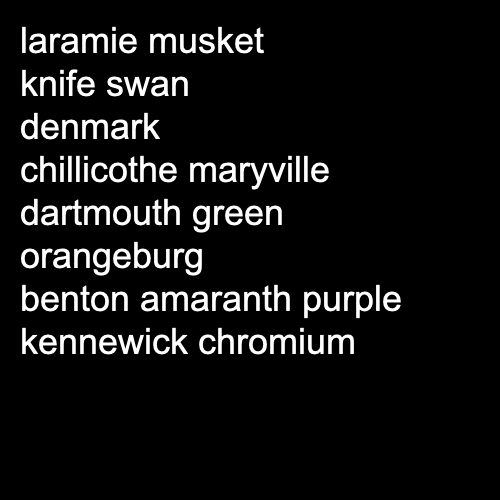 laramie musket
knife swan
denmark
chillicothe maryville
dartmouth green
orangeburg
benton amaranth purple
kennewick chromium